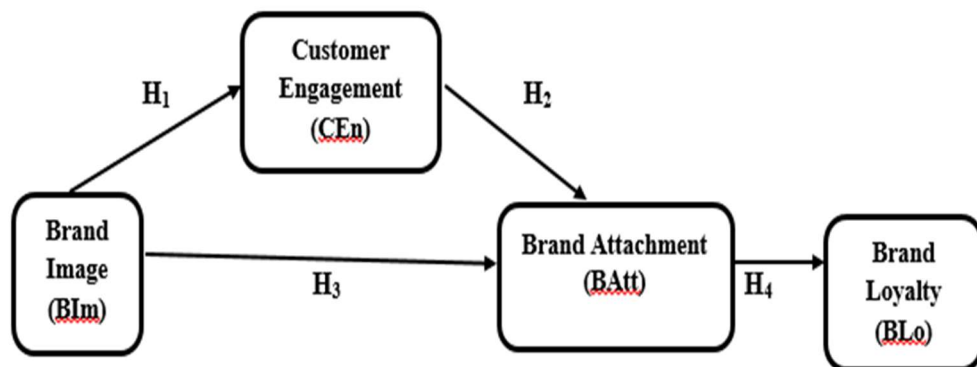 Customer
Engagement
(CEn)
H₁
H₂
Brand
Image
(BIm)
H₃
Brand Attachment
(BAtt)
H₄
Brand
Loyalty
(BLo)